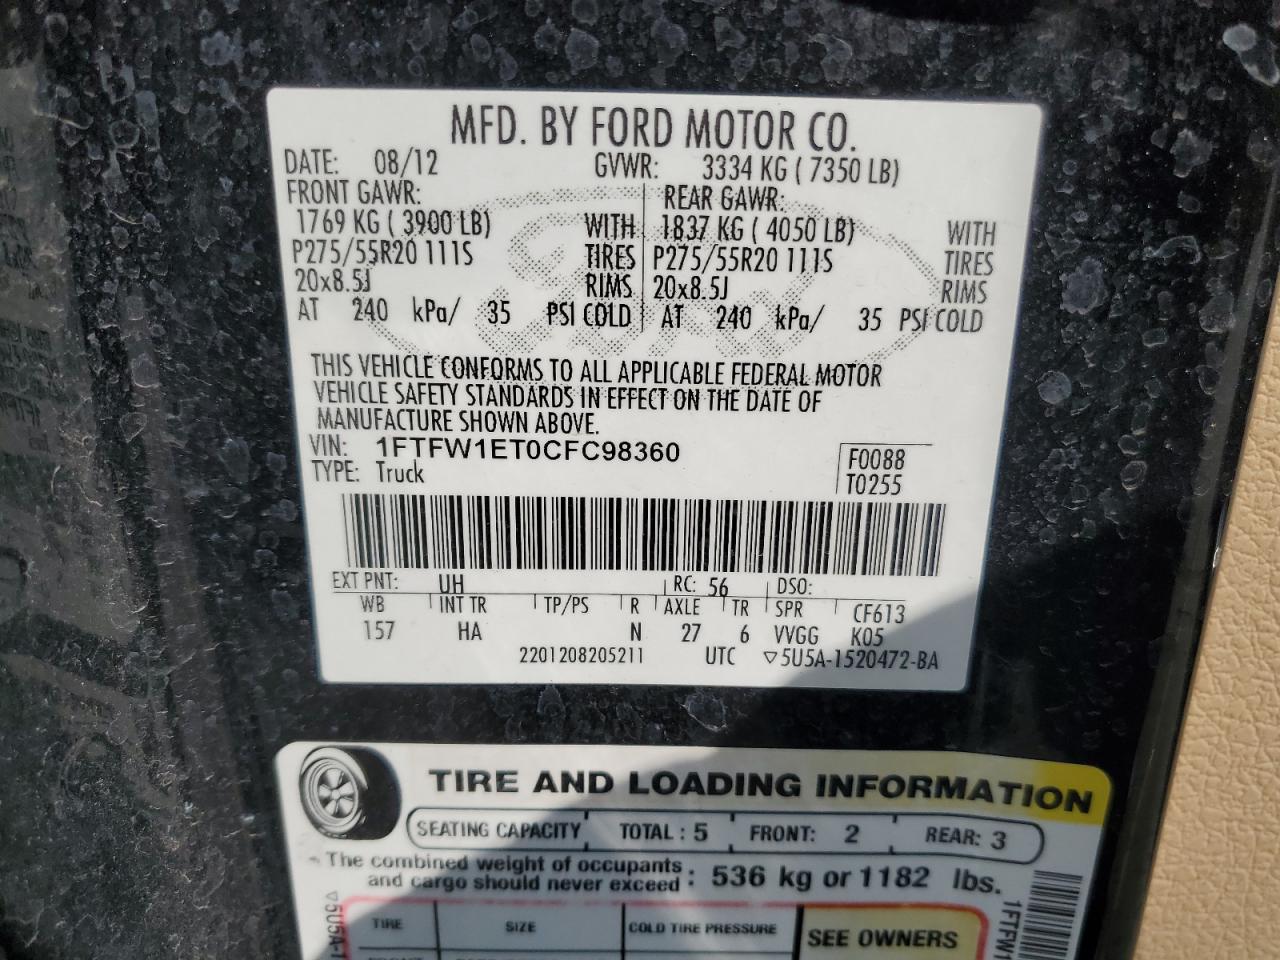 MFD. BY FORD MOTOR CO.
DATE: 08/12 GVWR: 3334 KG ( 7350 LB)
FRONT GAWR: REAR GAWR:
1769 KG ( 3900 LB) WITH 1837 KG ( 4050 LB) WITH
P275/55R20 111S TIRES P275/55R20 111S TIRES
20x8.5J RIMS 20x8.5J RIMS
AT 240 kPa/ 35 PSI COLD AT 240 kPa/ 35 PSI COLD
THIS VEHICLE CONFORMS TO ALL APPLICABLE FEDERAL MOTOR
VEHICLE SAFETY STANDARDS IN EFFECT ON THE DATE OF
MANUFACTURE SHOWN ABOVE.
VIN: 1FTFW1ET0CFC98360
TYPE: Truck
F0088
T0255
EXT PNT: UH RC: 56 DSO:
WB INT TR TP/PS R AXLE TR SPR CF613
157 HA N 27 6 VVGG K05
2201208205211 UTC ▽5U5A-1520472-BA
TIRE AND LOADING INFORMATION
SEATING CAPACITY TOTAL : 5 FRONT: 2 REAR: 3
The combined weight of occupants
and cargo should never exceed : 536 kg or 1182 lbs.
TIRE SIZE COLD TIRE PRESSURE SEE OWNERS
▽5U5A-1
1FTFW1